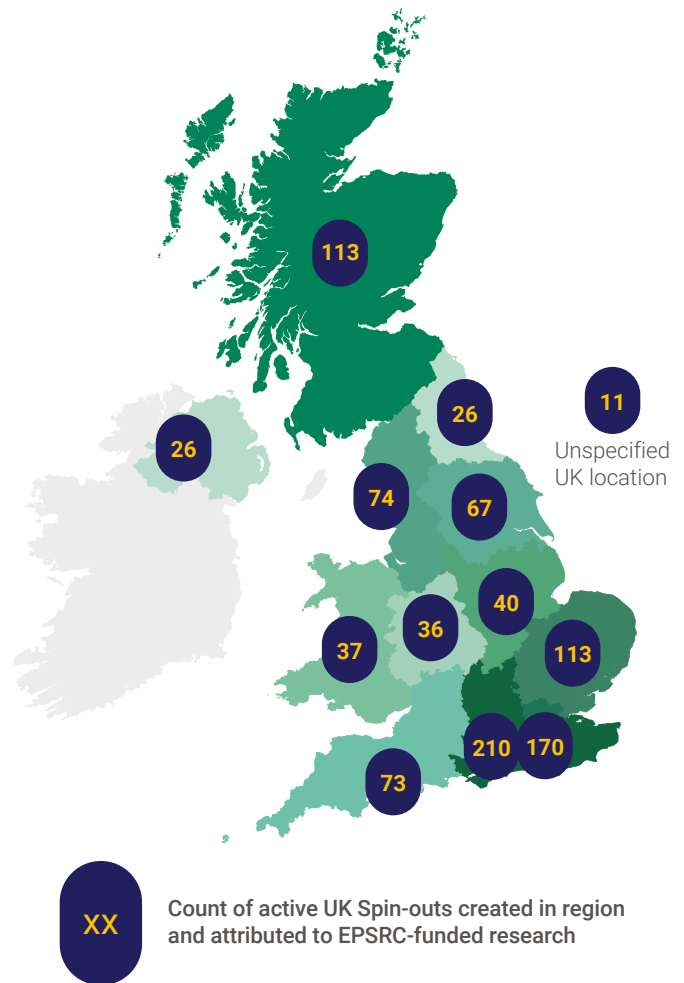 113
26
11
Unspecified
UK location
26
74
67
40
36
37
113
210
170
73
XX
Count of active UK Spin-outs created in region
and attributed to EPSRC-funded research